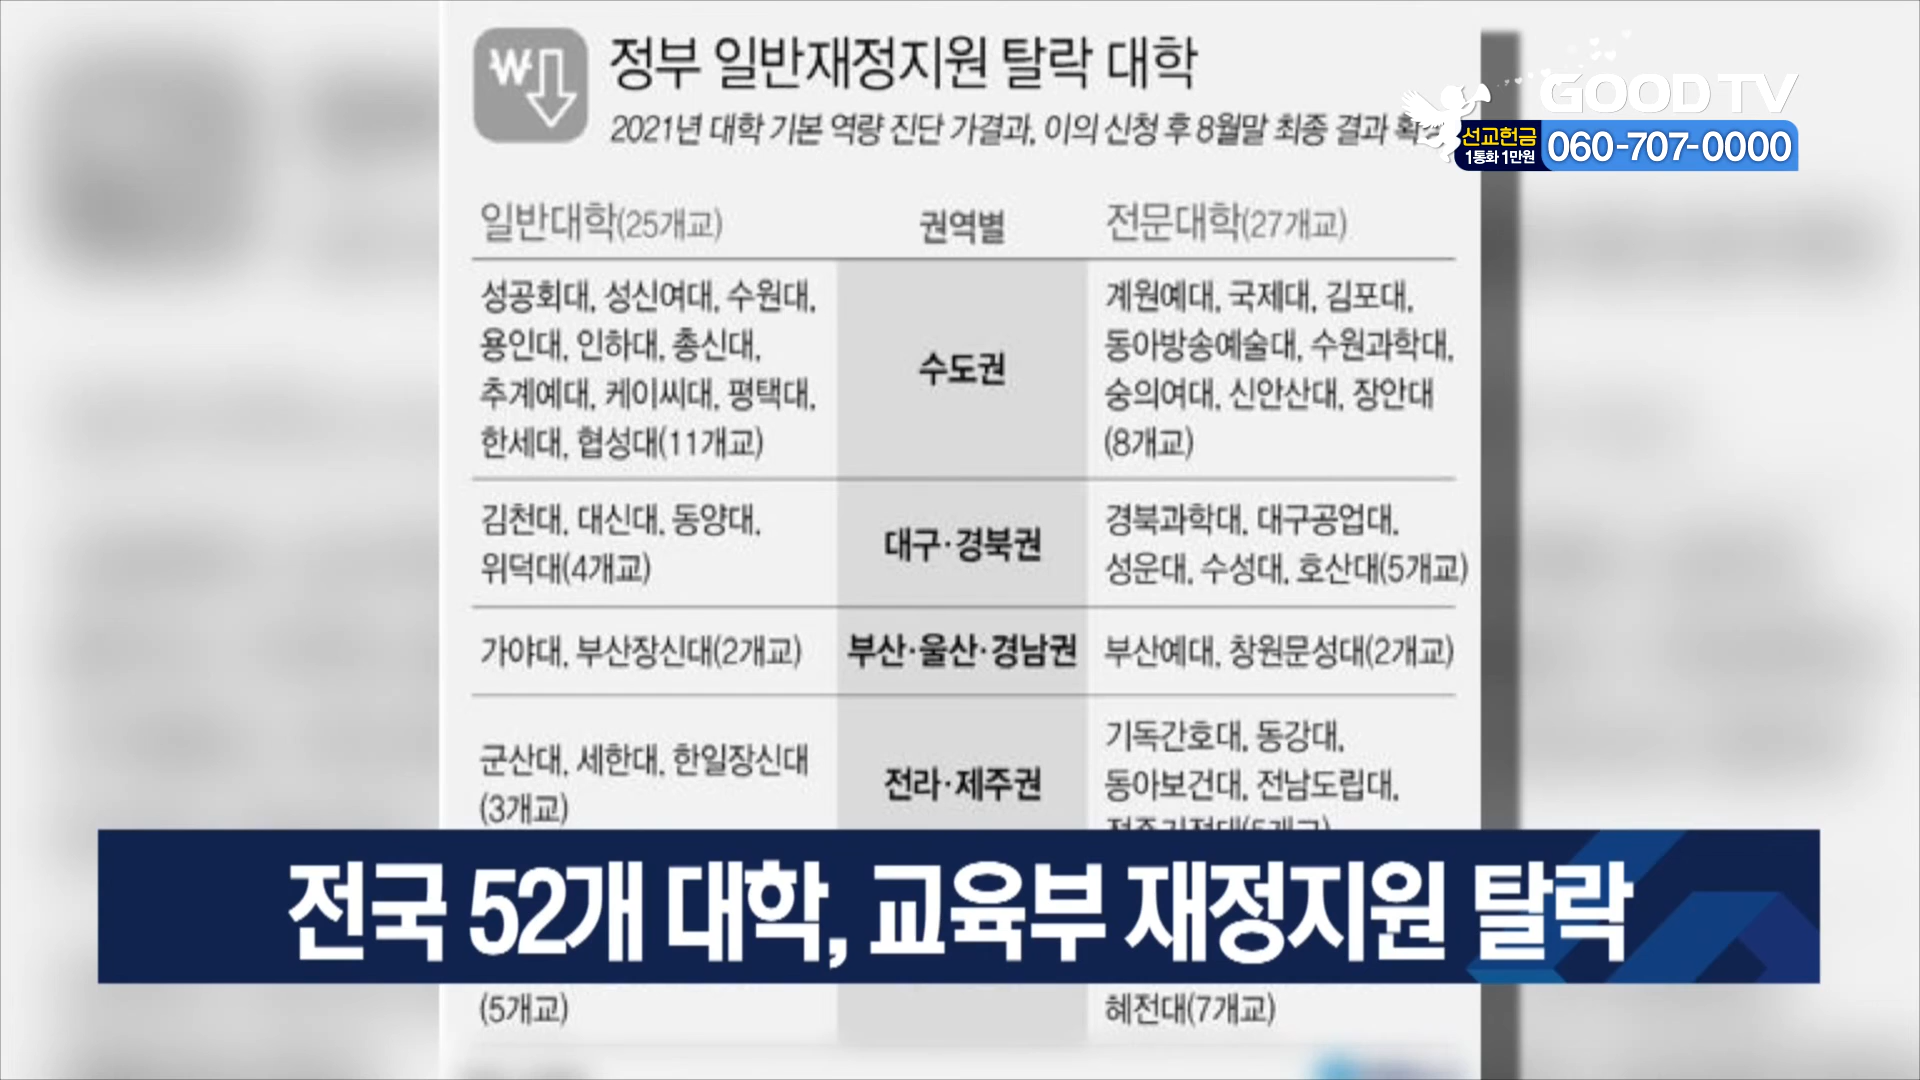 ₩
정부 일반재정지원 탈락 대학
2021년 대학 기본 역량 진단 가결과, 이의 신청 후 8월말 최종 결과
GOODTV
선교헌금
1통화 1만원
060-707-0000
일반대학(25개교) 권역별 전문대학(27개교)
성공회대, 성신여대, 수원대,
용인대, 인하대, 총신대,
추계예대, 케이씨대, 평택대,
한세대, 협성대(11개교)
수도권
계원예대, 국제대, 김포대,
동아방송예술대, 수원과학대,
숭의여대, 신안산대, 장안대
(8개교)
김천대, 대신대, 동양대,
위덕대(4개교)
대구·경북권
경북과학대, 대구공업대,
성운대, 수성대, 호산대(5개교)
가야대, 부산장신대(2개교)
부산·울산·경남권
부산예대, 창원문성대(2개교)
군산대, 세한대, 한일장신대
(3개교)
전라·제주권
기독간호대, 동강대,
동아보건대, 전남도립대,
전국 52개 대학, 교육부 재정지원 탈락
(5개교)
혜전대(7개교)